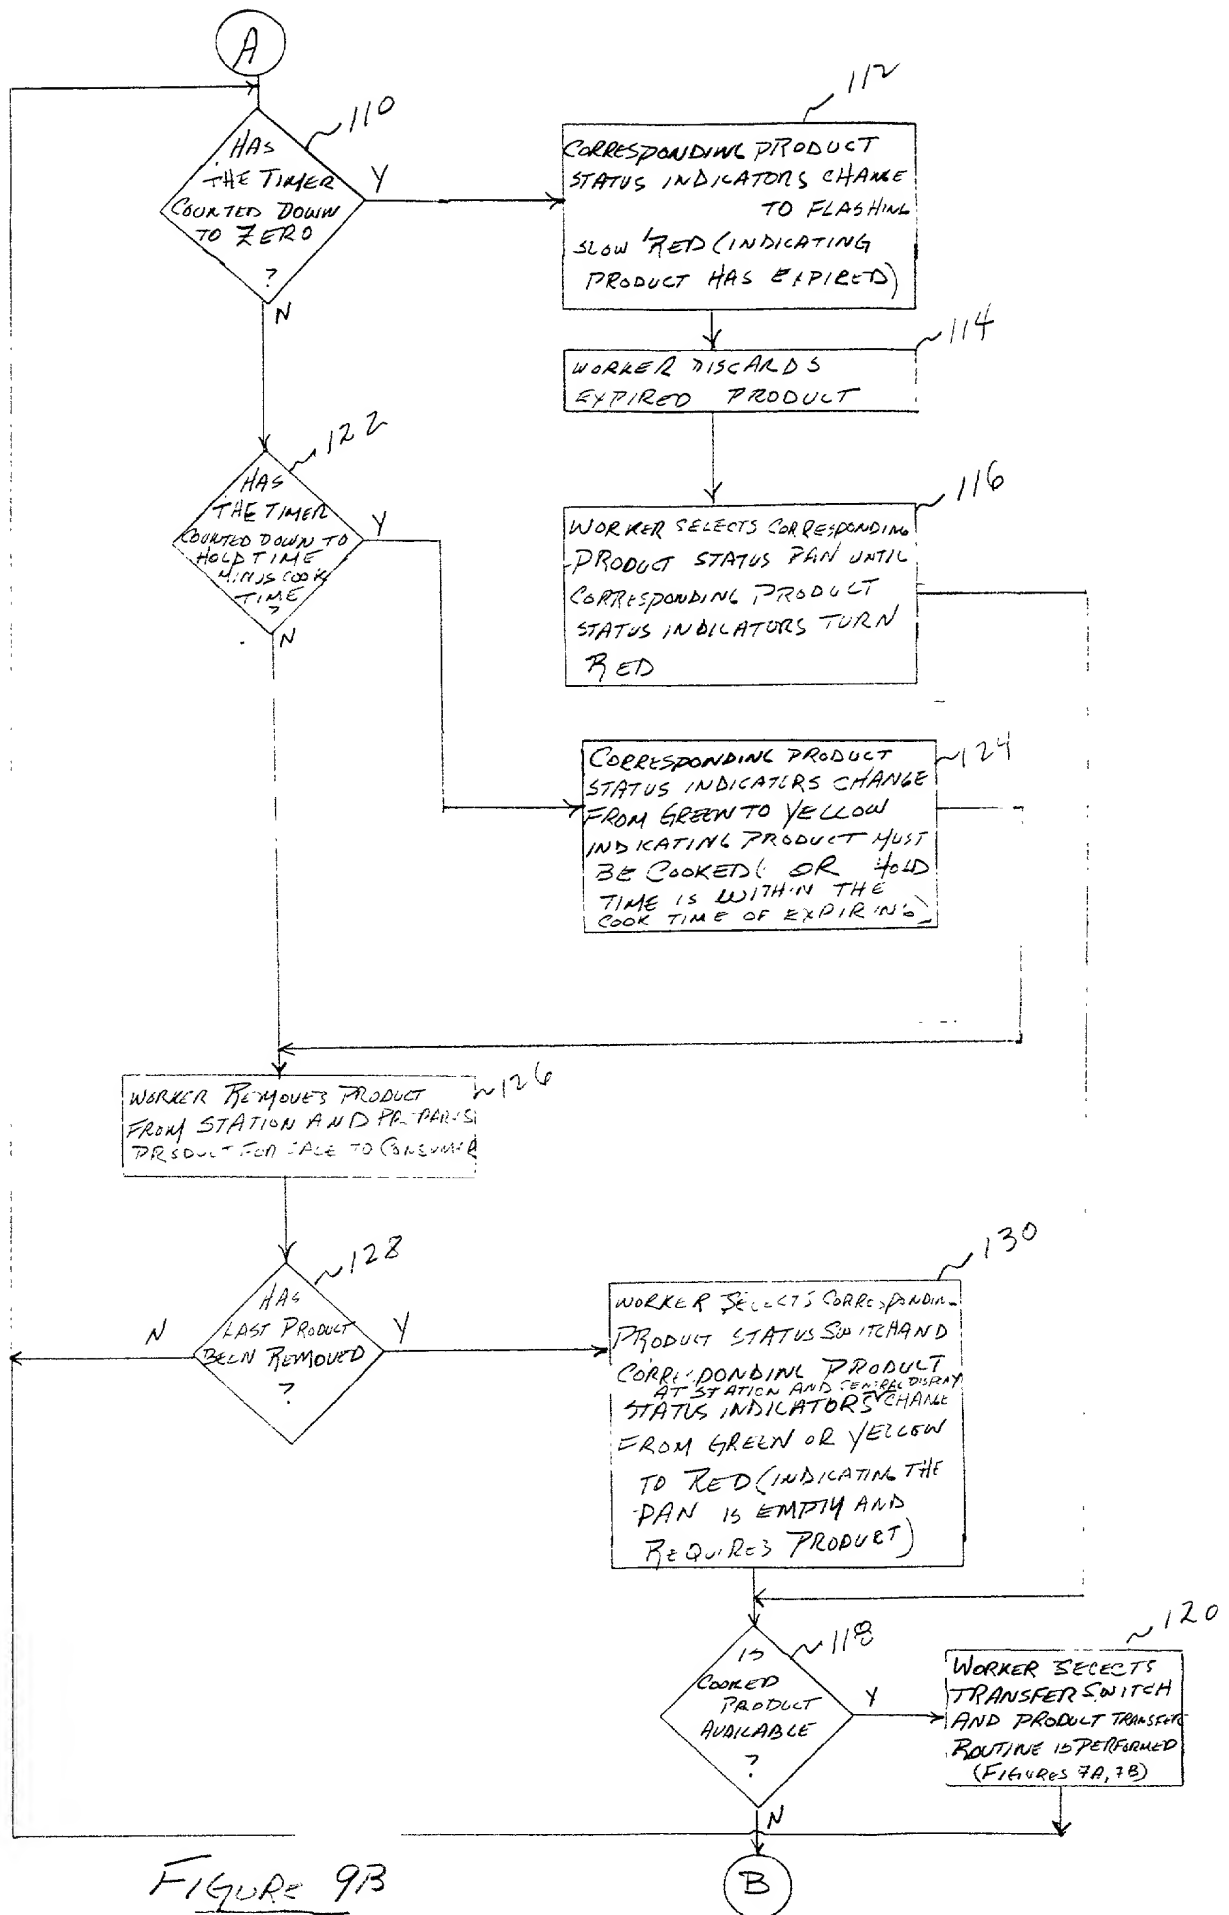 A
110
HAS
THE TIMER
COUNTED DOWN
TO ZERO
?
Y
N
112
CORRESPONDING PRODUCT
STATUS INDICATORS CHANGE
TO FLASHING
SLOW RED (INDICATING
PRODUCT HAS EXPIRED)
114
WORKER DISCARDS
EXPIRED PRODUCT
122
HAS
THE TIMER
COUNTED DOWN TO
HOLD TIME
MINUS COOK
TIME
?
Y
N
116
WORKER SELECTS CORRESPONDING
PRODUCT STATUS PAN UNTIL
CORRESPONDING PRODUCT
STATUS INDICATORS TURN
RED
124
CORRESPONDING PRODUCT
STATUS INDICATERS CHANGE
FROM GREEN TO YELLOW
INDICATING PRODUCT MUST
BE COOKED (OR HOLD
TIME IS WITHIN THE
COOK TIME OF EXPIRING)
126
WORKER REMOVES PRODUCT
FROM STATION AND PREPARES
PRODUCT FOR SALE TO CONSUMER
128
HAS
LAST PRODUCT
BEEN REMOVED
?
N
Y
130
WORKER SELECTS CORRESPONDING
PRODUCT STATUS SWITCH AND
CORRESPONDING PRODUCT
AT STATION AND CENTRAL DISPLAY
STATUS INDICATORS CHANGE
FROM GREEN OR YELLOW
TO RED (INDICATING THE
PAN IS EMPTY AND
REQUIRES PRODUCT)
118
IS
COOKED
PRODUCT
AVAILABLE
?
Y
N
120
WORKER SELECTS
TRANSFER SWITCH
AND PRODUCT TRANSFER
ROUTINE IS PERFORMED
(FIGURES 7A, 7B)
B
FIGURE 9B